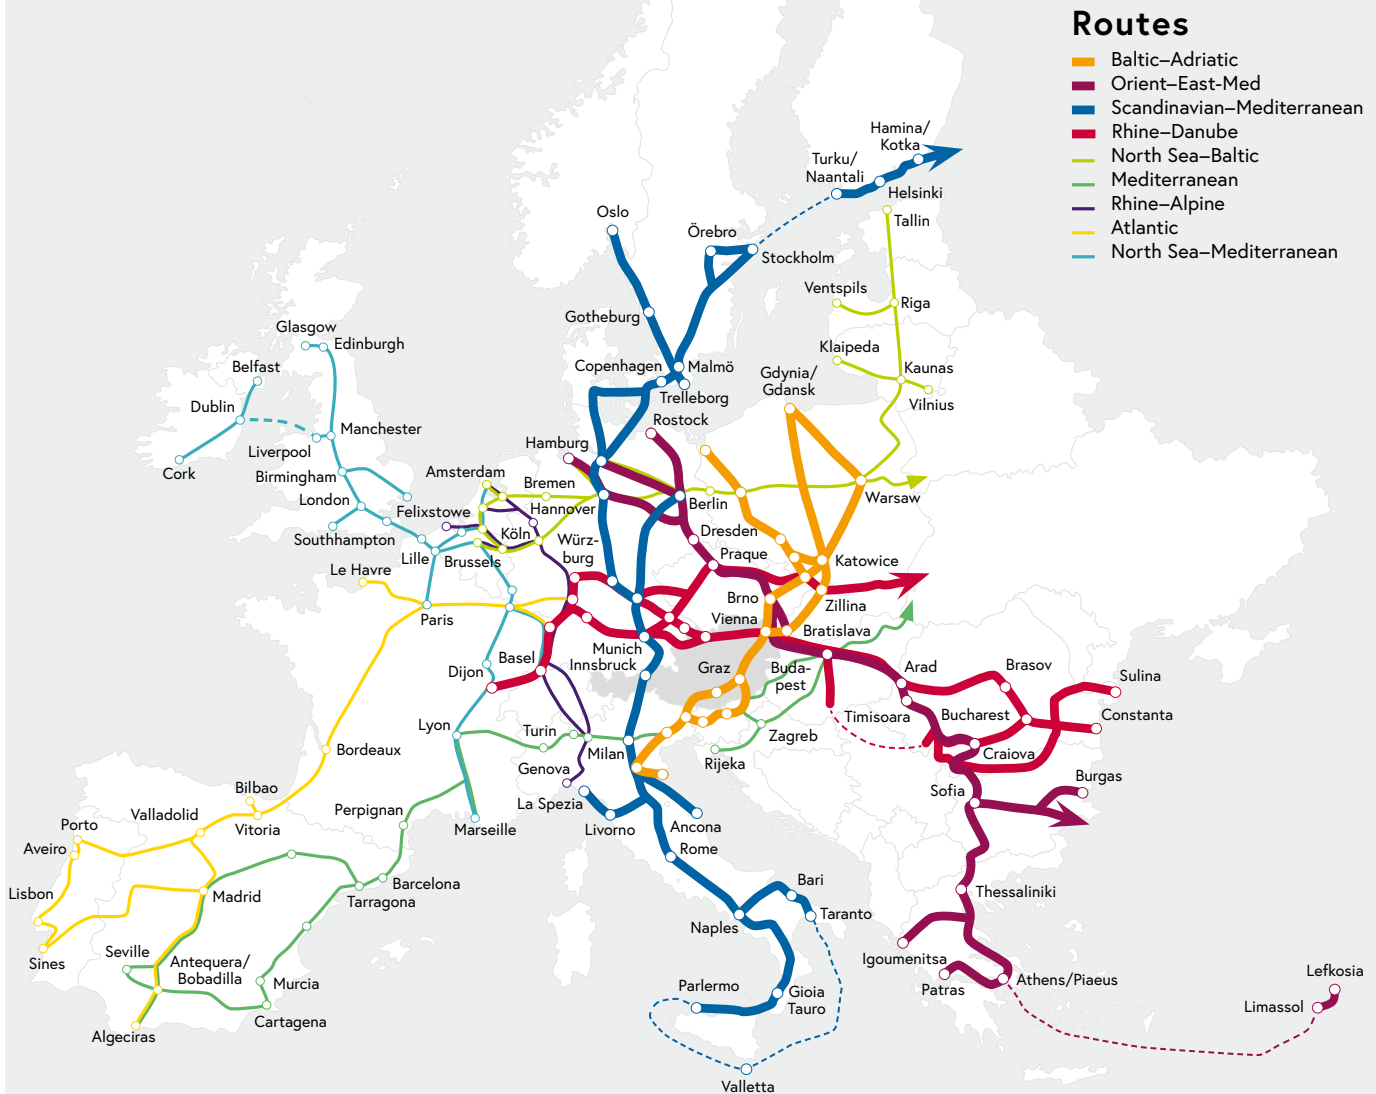 Routes
Baltic–Adriatic
Orient–East-Med
Scandinavian–Mediterranean
Rhine–Danube
North Sea–Baltic
Mediterranean
Rhine–Alpine
Atlantic
North Sea–Mediterranean
Hamina/
Kotka
Turku/
Naantali
Helsinki
Tallin
Oslo
Örebro
Stockholm
Ventspils
Riga
Gotheburg
Glasgow
Edinburgh
Klaipeda
Kaunas
Vilnius
Belfast
Copenhagen
Malmö
Gdynia/
Gdansk
Trelleborg
Dublin
Rostock
Manchester
Liverpool
Hamburg
Cork
Birmingham
Amsterdam
Bremen
London
Felixstowe
Hannover
Berlin
Warsaw
Southhampton
Köln
Dresden
Lille
Brussels
Würz-
burg
Praque
Katowice
Le Havre
Brno
Zillina
Paris
Vienna
Bratislava
Munich
Innsbruck
Basel
Dijon
Graz
Buda-
pest
Arad
Brasov
Sulina
Lyon
Turin
Milan
Timisoara
Bucharest
Constanta
Zagreb
Bordeaux
Genova
Rijeka
Craiova
Bilbao
La Spezia
Sofia
Burgas
Valladolid
Vitoria
Perpignan
Marseille
Livorno
Ancona
Porto
Aveiro
Rome
Lisbon
Madrid
Barcelona
Tarragona
Bari
Thessaliniki
Taranto
Naples
Sines
Seville
Antequera/
Bobadilla
Murcia
Igoumenitsa
Patras
Athens/Piaeus
Lefkosia
Parlermo
Gioia
Tauro
Limassol
Cartagena
Algeciras
Valletta